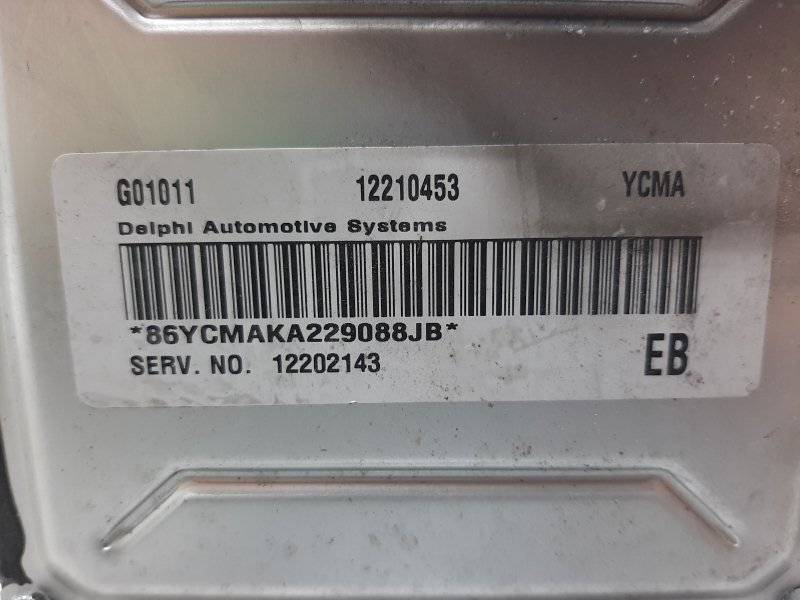 G01011 12210453 YCMA
Delphi Automotive Systems
*86YCMAKA229088JB*
SERV. NO. 12202143 EB